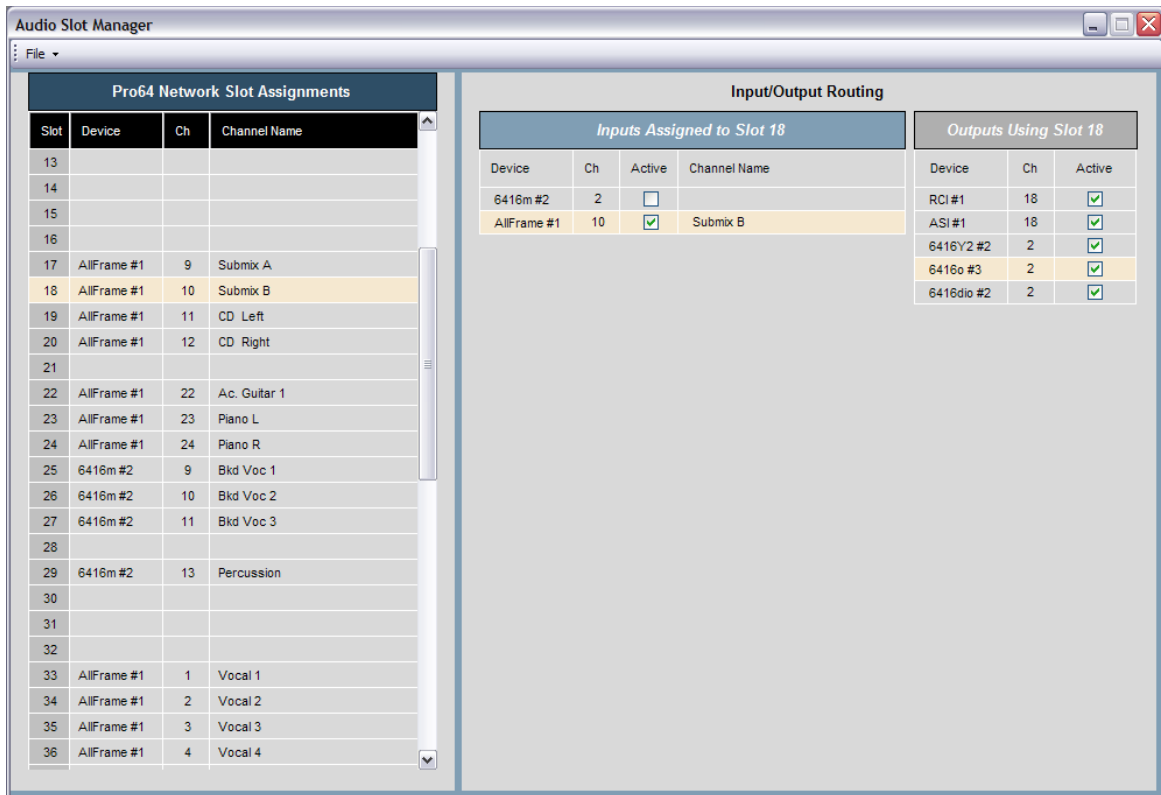 Audio Slot Manager
File
Pro64 Network Slot Assignments
Slot Device Ch Channel Name
13
14
15
16
17 AllFrame #1 9 Submix A
18 AllFrame #1 10 Submix B
19 AllFrame #1 11 CD Left
20 AllFrame #1 12 CD Right
21
22 AllFrame #1 22 Ac. Guitar 1
23 AllFrame #1 23 Piano L
24 AllFrame #1 24 Piano R
25 6416m #2 9 Bkd Voc 1
26 6416m #2 10 Bkd Voc 2
27 6416m #2 11 Bkd Voc 3
28
29 6416m #2 13 Percussion
30
31
32
33 AllFrame #1 1 Vocal 1
34 AllFrame #1 2 Vocal 2
35 AllFrame #1 3 Vocal 3
36 AllFrame #1 4 Vocal 4
Input/Output Routing
Inputs Assigned to Slot 18
Device Ch Active Channel Name
6416m #2 2
AllFrame #1 10 Submix B
Outputs Using Slot 18
Device Ch Active
RCI #1 18
ASI #1 18
6416Y2 #2 2
6416o #3 2
6416dio #2 2